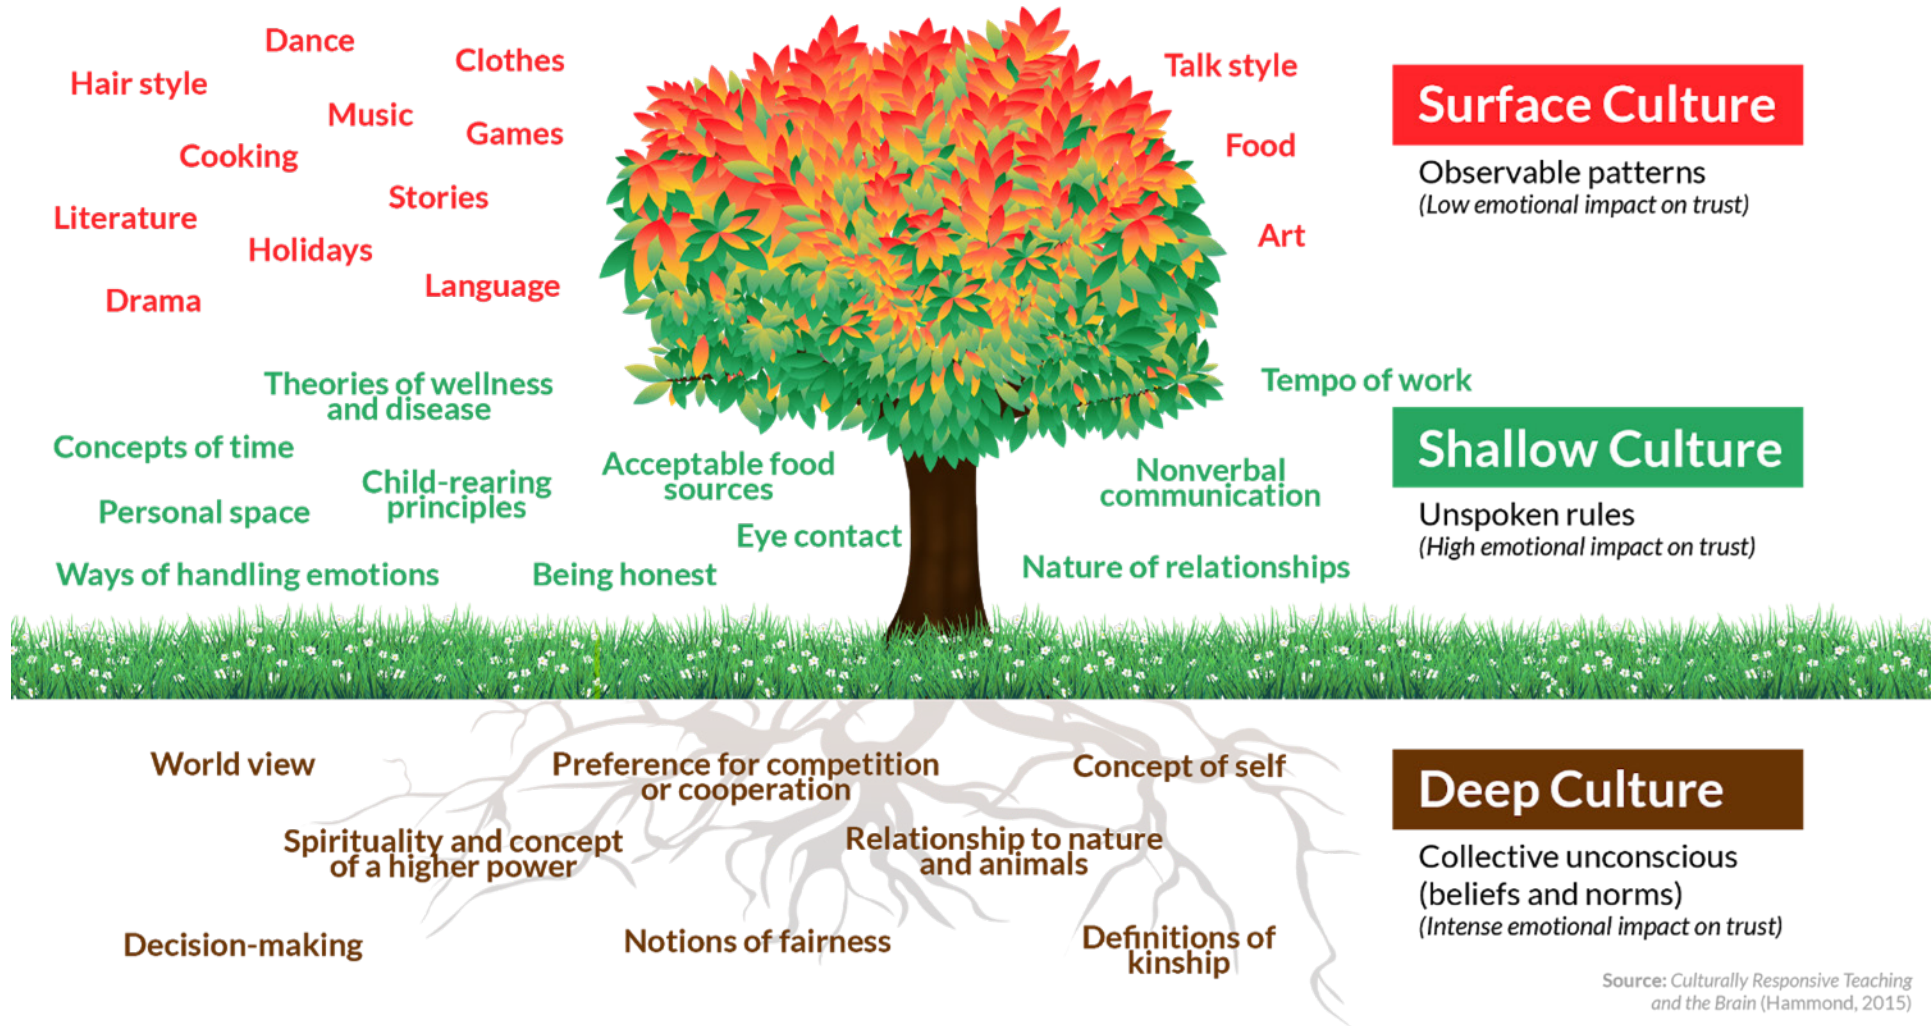 Dance
Clothes
Hair style
Music
Games
Cooking
Stories
Literature
Holidays
Language
Drama
Talk style
Food
Art
Surface Culture
Observable patterns
(Low emotional impact on trust)
Theories of wellness
and disease
Concepts of time
Child-rearing
principles
Personal space
Acceptable food
sources
Eye contact
Ways of handling emotions
Being honest
Tempo of work
Nonverbal
communication
Nature of relationships
Shallow Culture
Unspoken rules
(High emotional impact on trust)
World view
Preference for competition
or cooperation
Concept of self
Spirituality and concept
of a higher power
Relationship to nature
and animals
Decision-making
Notions of fairness
Definitions of
kinship
Deep Culture
Collective unconscious
(beliefs and norms)
(Intense emotional impact on trust)
Source: Culturally Responsive Teaching
and the Brain (Hammond, 2015)